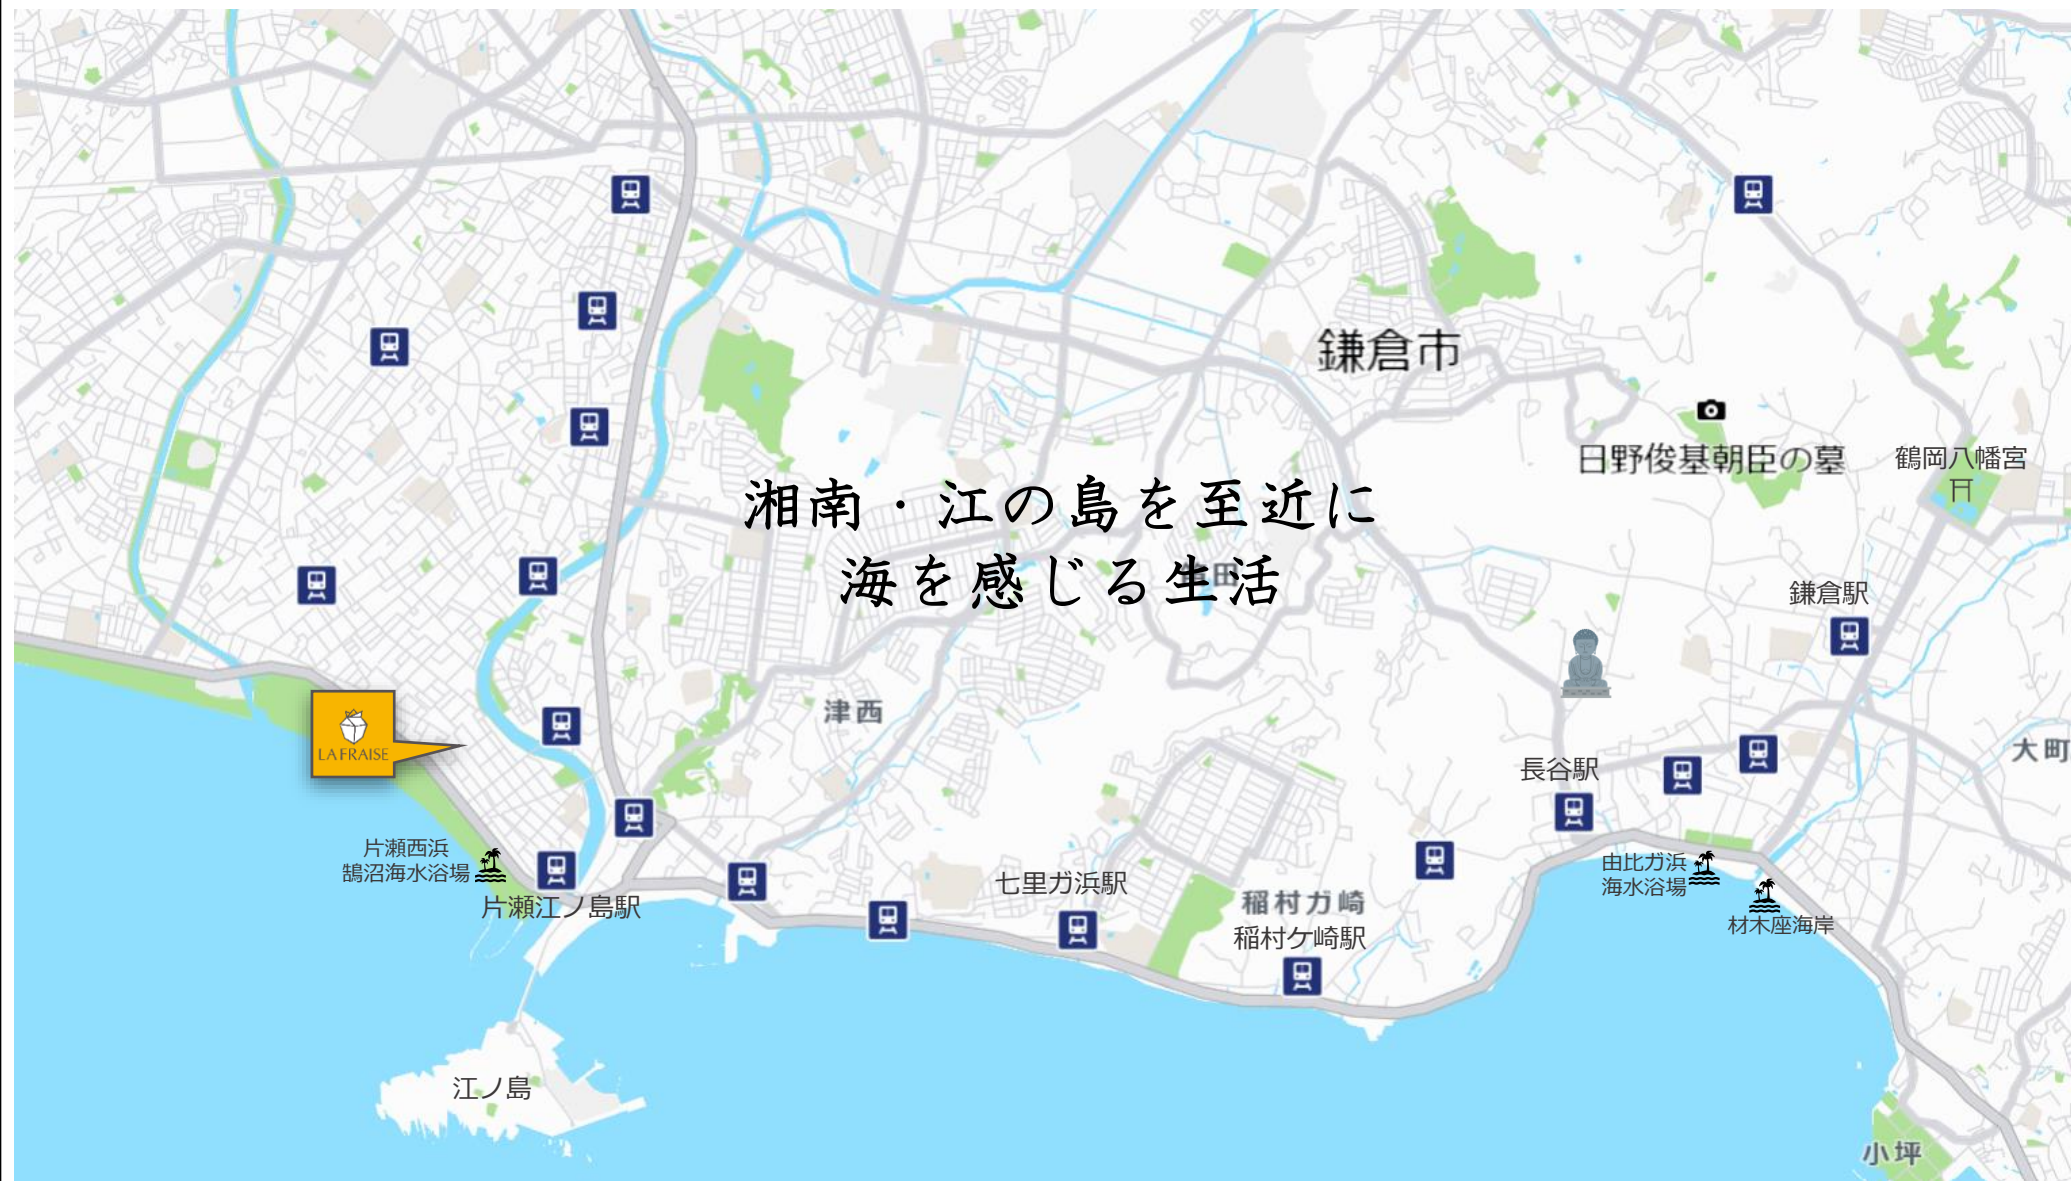 鎌倉市
日野俊基朝臣の墓
鶴岡八幡宮
湘南・江の島を至近に
海を感じる生活
鎌倉駅
津西
LAFRAISE
大町
長谷駅
片瀬西浜
鵠沼海水浴場
由比ガ浜
海水浴場
七里ガ浜駅
稲村ガ崎
稲村ケ崎駅
片瀬江ノ島駅
材木座海岸
江ノ島
小坪